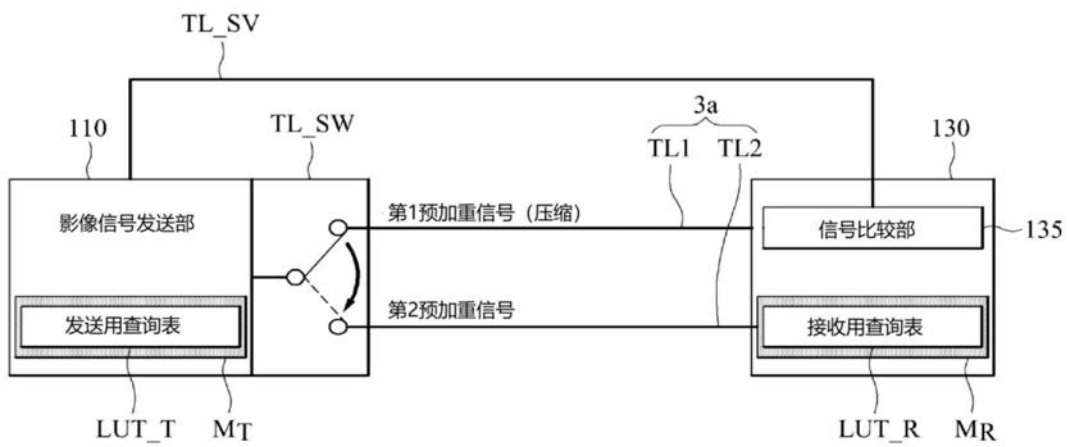 TL_SV
3a
110
TL_SW
TL1
TL2
130
影像信号发送部
第1预加重信号（压缩）
信号比较部
135
第2预加重信号
发送用查询表
接收用查询表
LUT_T
MT
LUT_R
MR